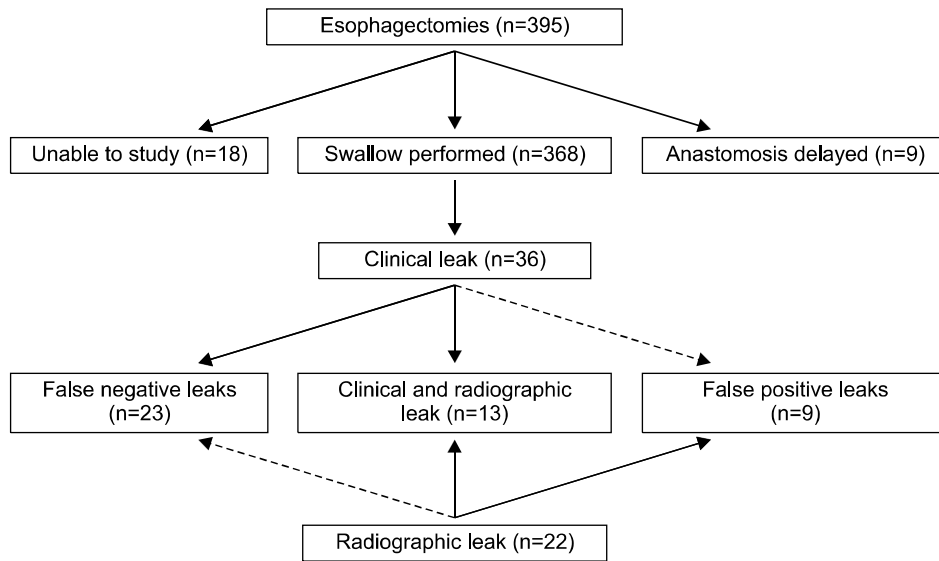 Esophagectomies (n=395)
Unable to study (n=18)
Swallow performed (n=368)
Anastomosis delayed (n=9)
Clinical leak (n=36)
False negative leaks
(n=23)
Clinical and radiographic
leak (n=13)
False positive leaks
(n=9)
Radiographic leak (n=22)